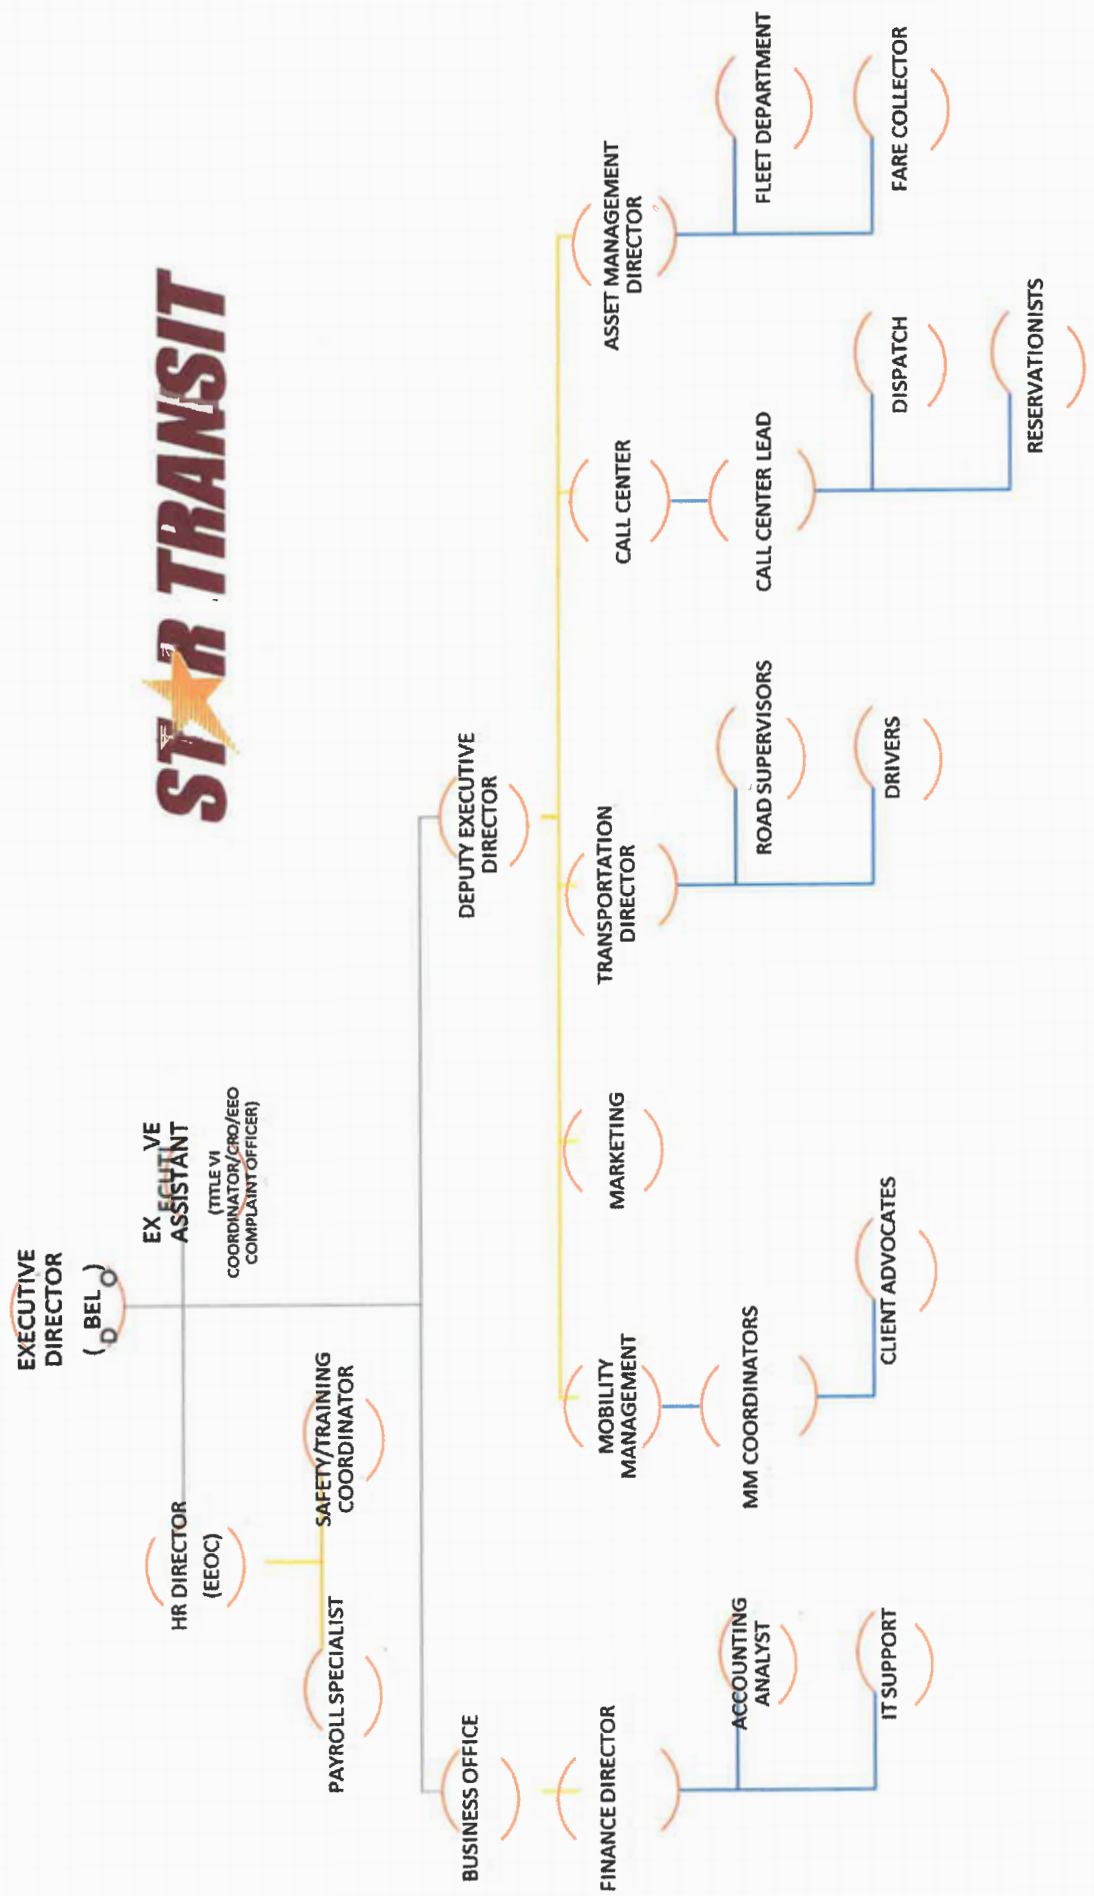 STAR TRANSIT
EXECUTIVE
DIRECTOR
(DBELO)
EXECUTIVE
ASSISTANT
(TITLE VI
COORDINATOR/CRO/EEO
COMPLAINT OFFICER)
HR DIRECTOR
(EEOC)
PAYROLL SPECIALIST
SAFETY/TRAINING
COORDINATOR
BUSINESS OFFICE
DEPUTY EXECUTIVE
DIRECTOR
FINANCE DIRECTOR
MOBILITY
MANAGEMENT
MARKETING
TRANSPORTATION
DIRECTOR
CALL CENTER
ASSET MANAGEMENT
DIRECTOR
ACCOUNTING
ANALYST
MM COORDINATORS
ROAD SUPERVISORS
CALL CENTER LEAD
FLEET DEPARTMENT
IT SUPPORT
CLIENT ADVOCATES
DRIVERS
DISPATCH
FARE COLLECTOR
RESERVATIONISTS